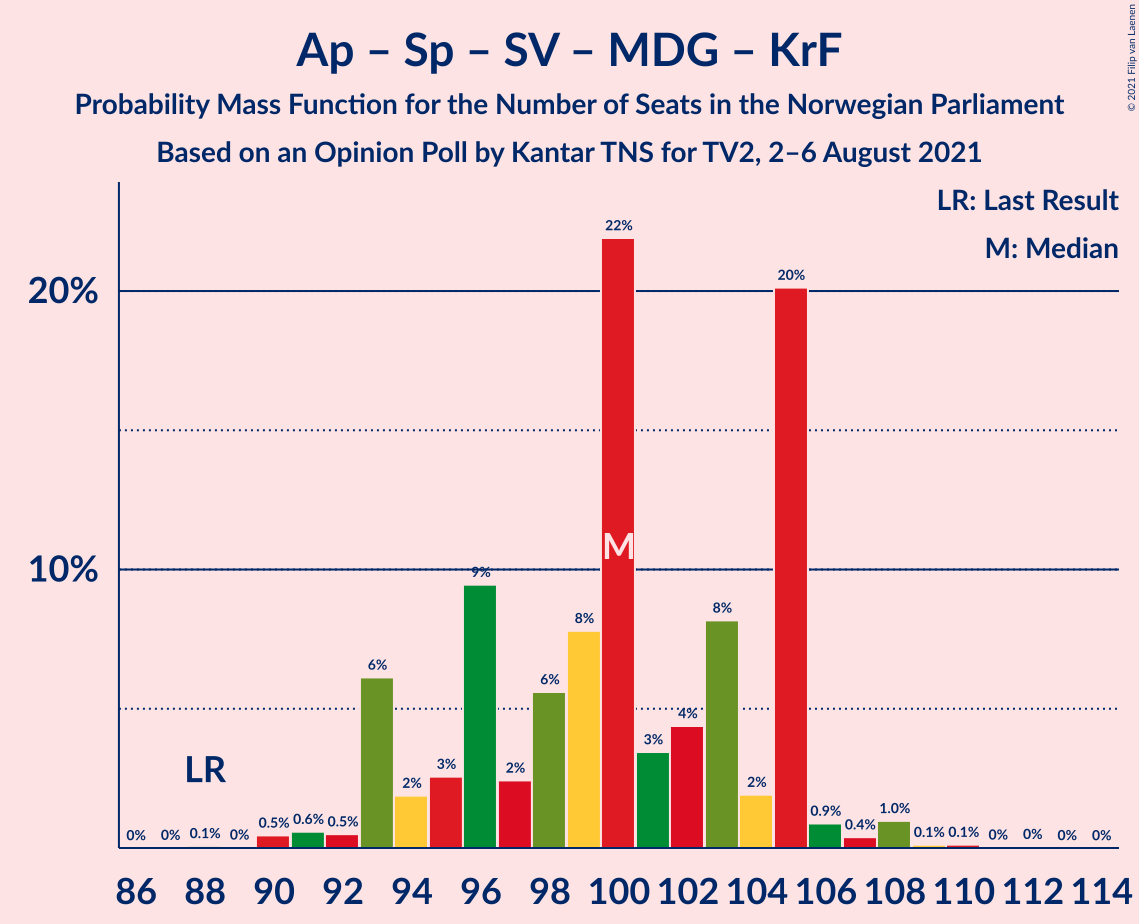 Ap – Sp – SV – MDG – KrF
Probability Mass Function for the Number of Seats in the Norwegian Parliament
Based on an Opinion Poll by Kantar TNS for TV2, 2–6 August 2021
© 2021 Filip van Laenen
LR: Last Result
M: Median
22%
20%
20%
M
10%
9%
8%
8%
6%
6%
4%
3%
3%
LR
2%
2%
2%
0% 0% 0.1% 0% 0.5% 0.6% 0.5%
0.9% 0.4% 1.0% 0.1% 0.1% 0% 0% 0% 0%
86 88 90 92 94 96 98 100 102 104 106 108 110 112 114